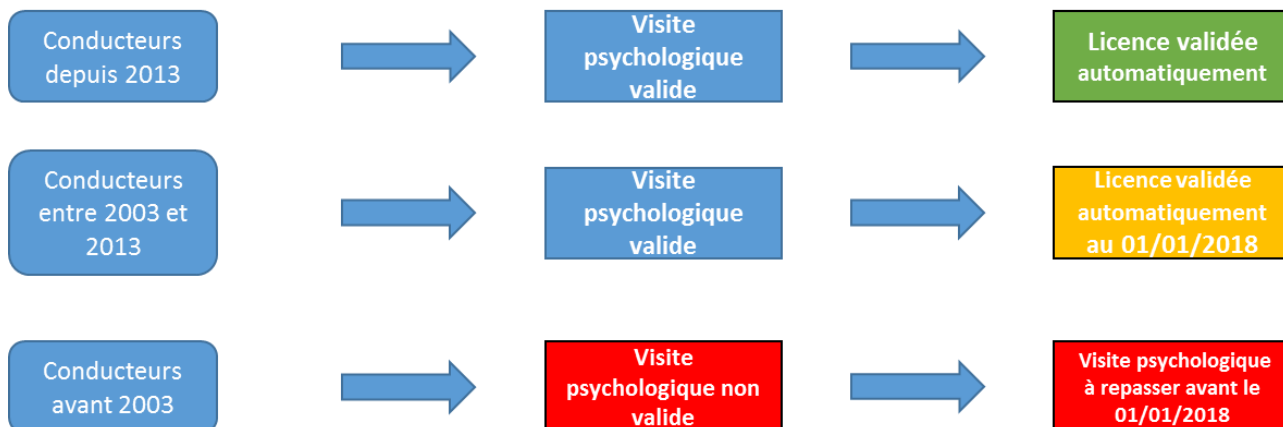 Conducteurs
depuis 2013
Visite
psychologique
valide
Licence validée
automatiquement
Conducteurs
entre 2003 et
2013
Visite
psychologique
valide
Licence validée
automatiquement
au 01/01/2018
Conducteurs
avant 2003
Visite
psychologique non
valide
Visite psychologique
à repasser avant le
01/01/2018